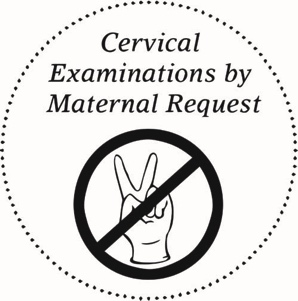 Cervical
Examinations by
Maternal Request